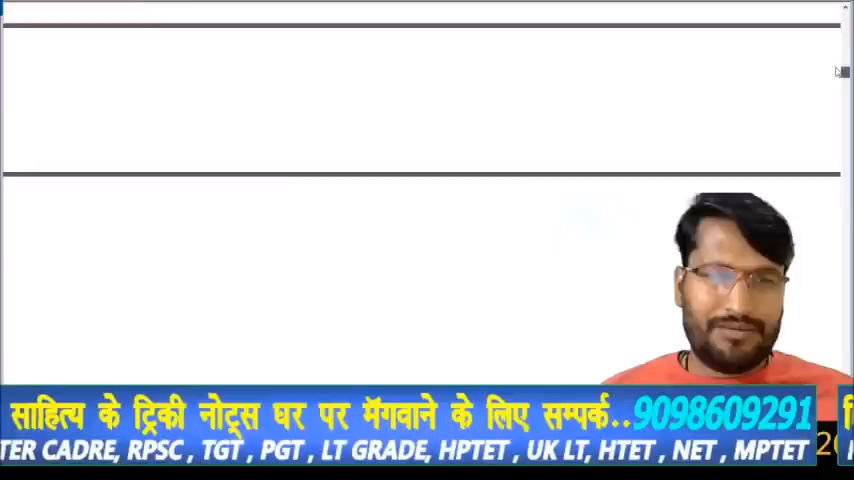 साहित्य के ट्रिकी नोट्स घर पर मॅगवाने के लिए सम्पर्क..9098609291
TER CADRE, RPSC , TGT , PGT , LT GRADE, HPTET , UK LT, HTET , NET , MPTET